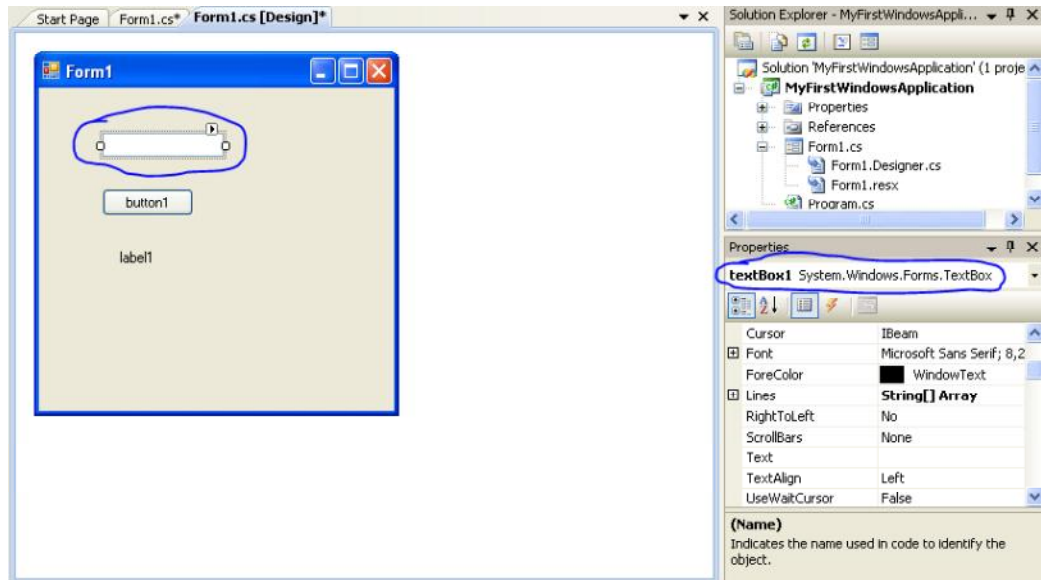 Start Page
Form1.cs*
Form1.cs [Design]*
Form1
button1
label1
Solution Explorer - MyFirstWindowsAppli...
Solution 'MyFirstWindowsApplication' (1 proje
MyFirstWindowsApplication
Properties
References
Form1.cs
Form1.Designer.cs
Form1.resx
Program.cs
Properties
textBox1 System.Windows.Forms.TextBox
Cursor IBeam
Font Microsoft Sans Serif; 8,2
ForeColor WindowText
Lines String[] Array
RightToLeft No
ScrollBars None
Text
TextAlign Left
UseWaitCursor False
(Name)
Indicates the name used in code to identify the
object.